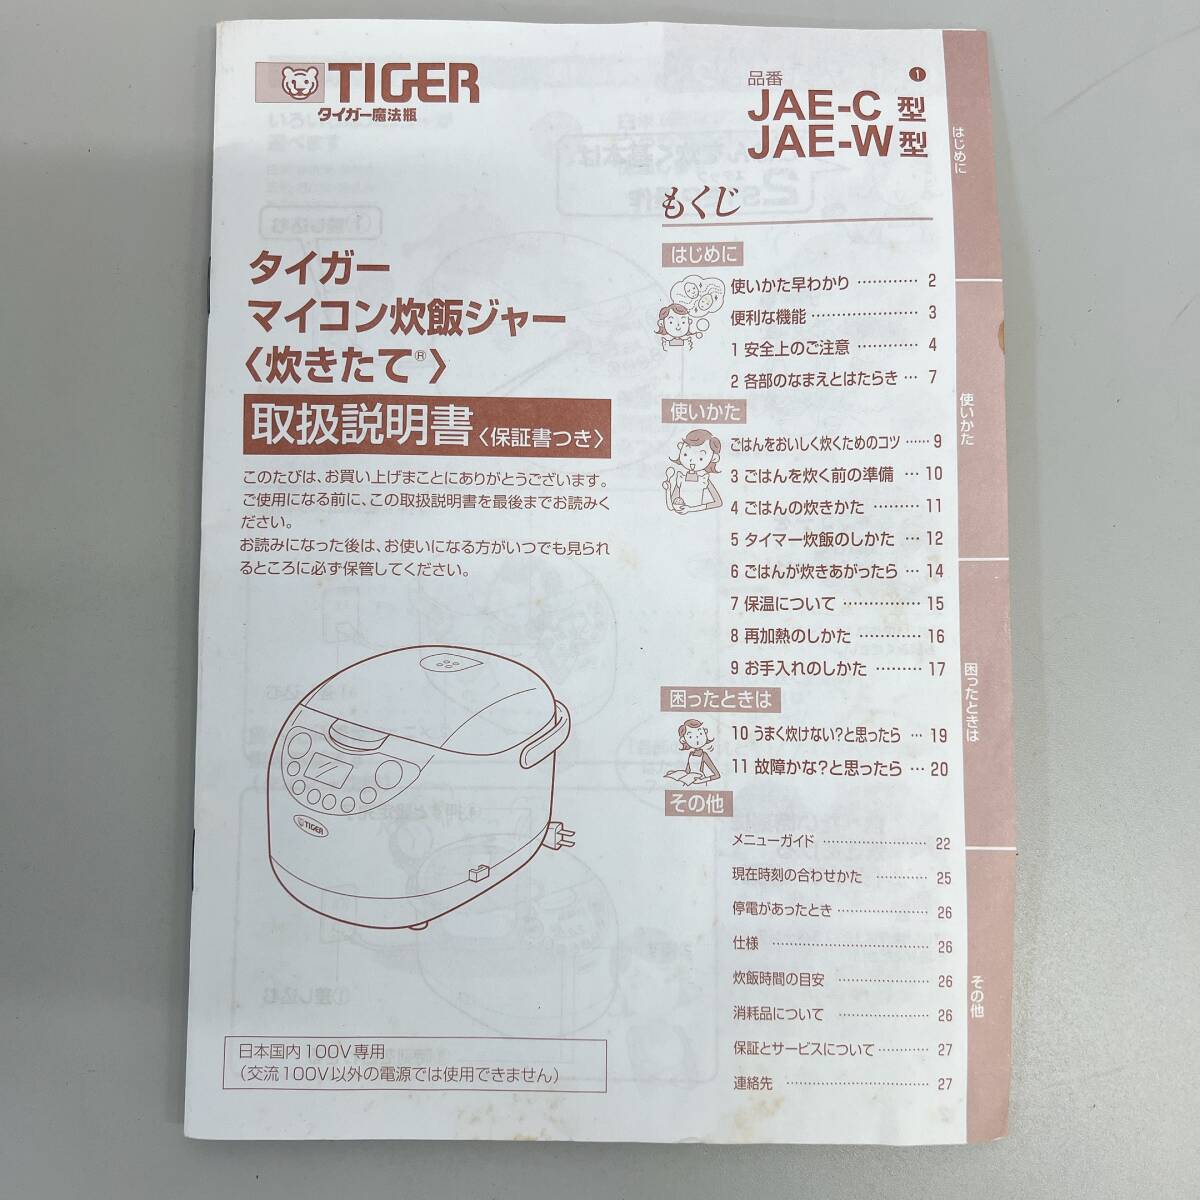 TIGER
タイガー魔法瓶
品番
❶
JAE-C 型
JAE-W 型
タイガー
マイコン炊飯ジャー
〈炊きたて®〉
取扱説明書〈保証書つき〉
このたびは、お買い上げまことにありがとうございます。
ご使用になる前に、この取扱説明書を最後までお読みく
ださい。
お読みになった後は、お使いになる方がいつでも見られ
るところに必ず保管してください。
TIGER
日本国内100V専用
（交流100V以外の電源では使用できません）
もくじ
はじめに
使いかた早わかり ………… 2
便利な機能 ………………… 3
1 安全上のご注意 ………… 4
2 各部のなまえとはたらき … 7
使いかた
ごはんをおいしく炊くためのコツ …… 9
3 ごはんを炊く前の準備 … 10
4 ごはんの炊きかた ……… 11
5 タイマー炊飯のしかた … 12
6 ごはんが炊きあがったら … 14
7 保温について …………… 15
8 再加熱のしかた ………… 16
9 お手入れのしかた ……… 17
困ったときは
10 うまく炊けない?と思ったら … 19
11 故障かな?と思ったら … 20
その他
メニューガイド …………………… 22
現在時刻の合わせかた ………… 25
停電があったとき ………………… 26
仕様 ………………………………… 26
炊飯時間の目安 ………………… 26
消耗品について ………………… 26
保証とサービスについて ………… 27
連絡先 ……………………………… 27
はじめに
使いかた
困ったときは
その他